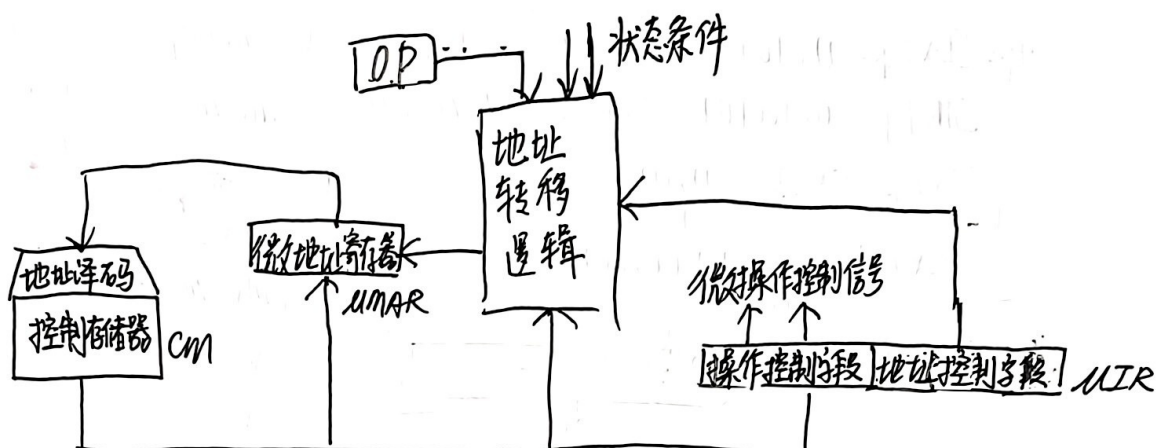 OP
状态条件
地址
转移
逻辑
微地址寄存器
μMAR
地址译码
控制存储器
CM
微操作控制信号
操作控制字段
地址控制字段
μIR